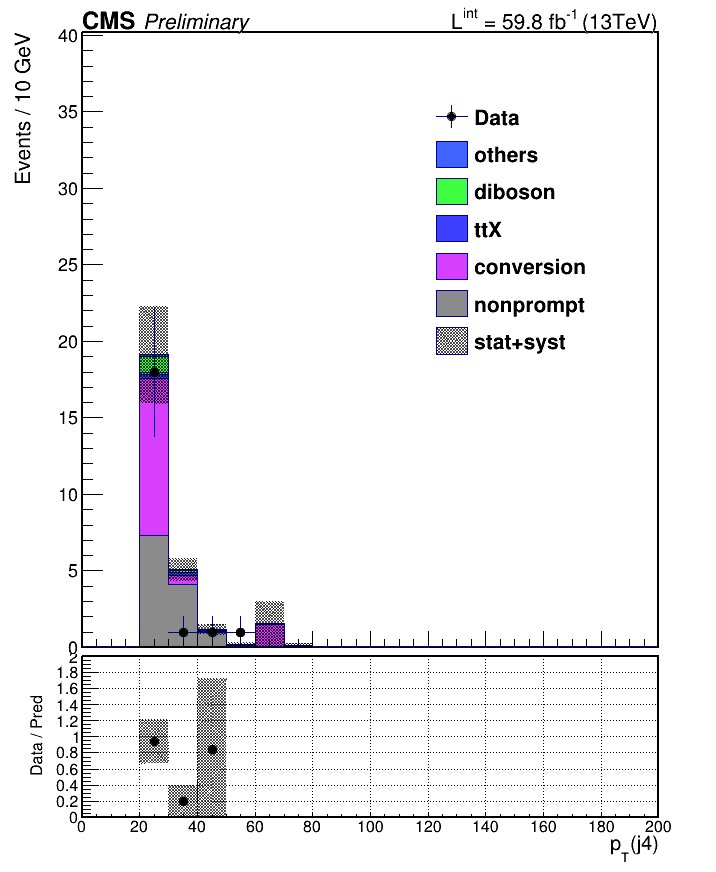 CMS Preliminary L^int = 59.8 fb^-1 (13TeV)
Events / 10 GeV
40
35
30
25
20
15
10
5
0
Data
others
diboson
ttX
conversion
nonprompt
stat+syst
Data / Pred
2
1.8
1.6
1.4
1.2
1
0.8
0.6
0.4
0.2
0
0 20 40 60 80 100 120 140 160 180 200
p_T(j4)